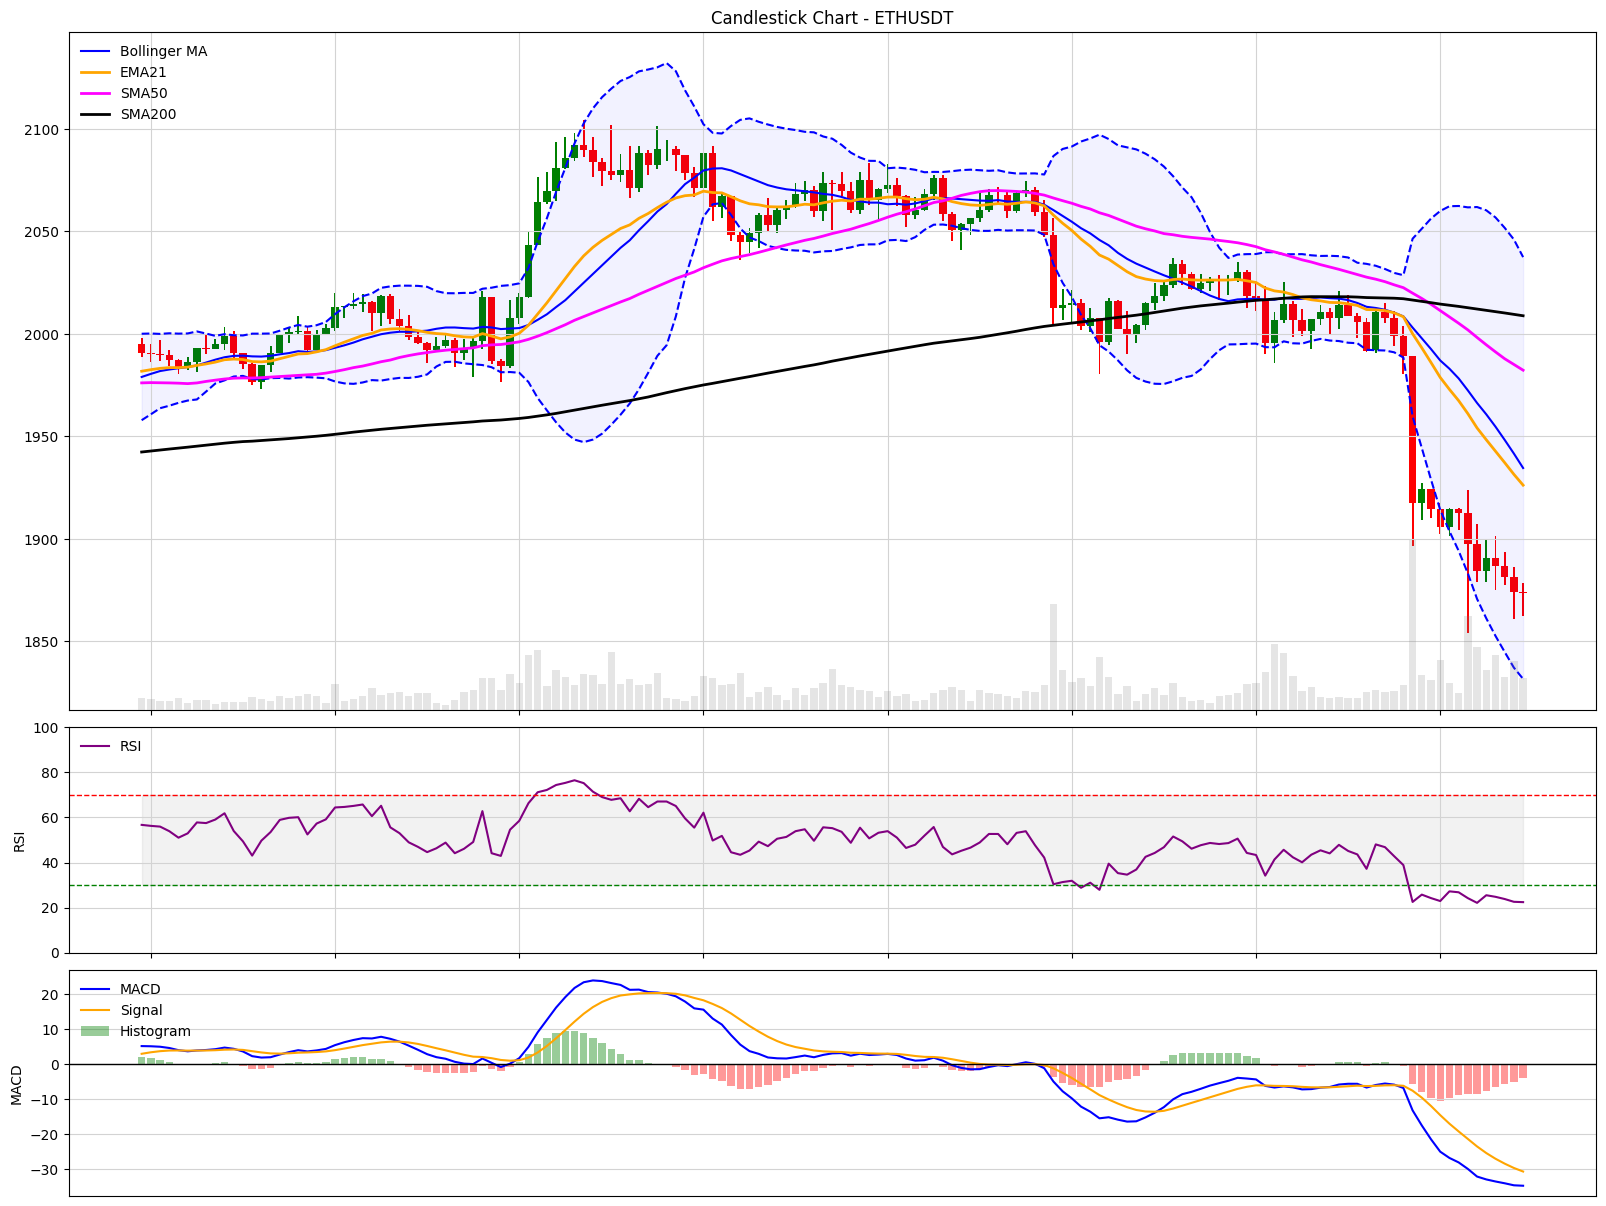 Candlestick Chart - ETHUSDT
Bollinger MA
EMA21
SMA50
SMA200
2100
2050
2000
1950
1900
1850
RSI
100
80
60
40
20
0
RSI
MACD
Signal
Histogram
20
10
0
−10
−20
−30
MACD